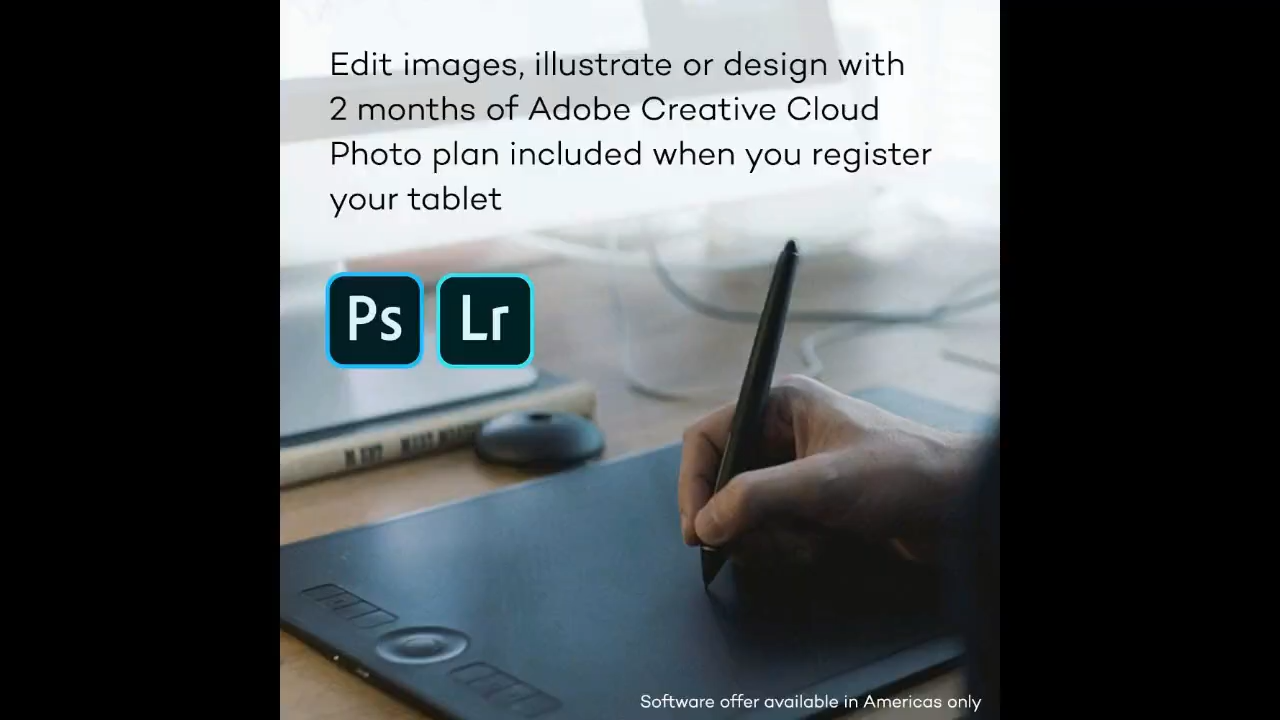 Edit images, illustrate or design with
2 months of Adobe Creative Cloud
Photo plan included when you register
your tablet
Ps
Lr
Software offer available in Americas only